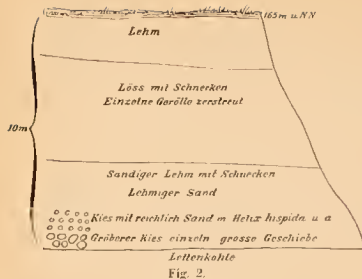 165 m u. NN
Lehm
Löss mit Schnecken
Einzelne Gerölle zerstreut
10m
Sandiger Lehm mit Schnecken
Lehmiger Sand
Kies mit reichlich Sand m Helix hispida u a
Gröberer Kies einzeln grosse Geschiebe
Lettenkohle
Fig. 2.